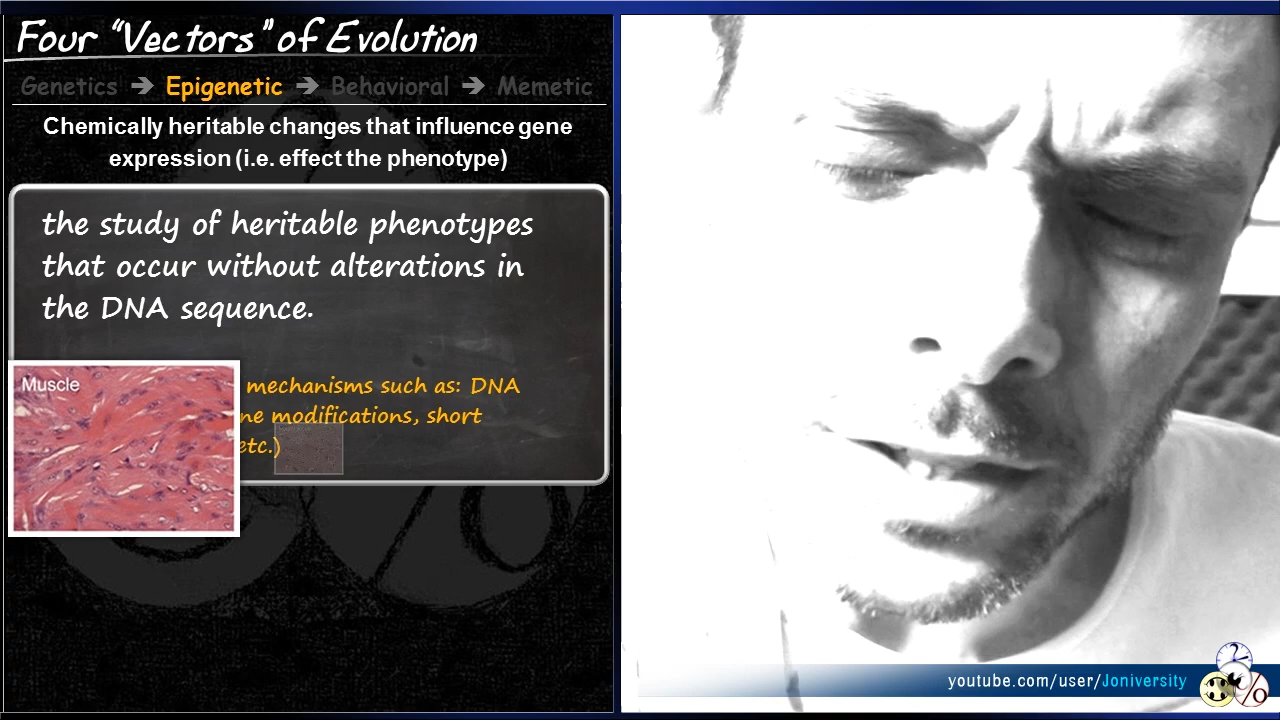 Four “Vectors” of Evolution
Genetics ➔ Epigenetic ➔ Behavioral ➔ Memetic
Chemically heritable changes that influence gene
expression (i.e. effect the phenotype)
the study of heritable phenotypes
that occur without alterations in
the DNA sequence.
mechanisms such as: DNA
ne modifications, short
etc.)
Muscle
youtube.com/user/Joniversity